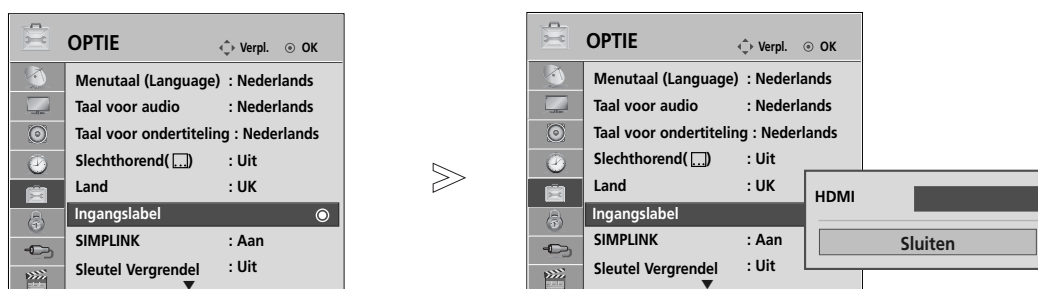 OPTIE Verpl. OK
Menutaal (Language) : Nederlands
Taal voor audio : Nederlands
Taal voor ondertiteling : Nederlands
Slechthorend( ) : Uit
Land : UK
Ingangslabel
SIMPLINK : Aan
Sleutel Vergrendel : Uit
OPTIE Verpl. OK
Menutaal (Language) : Nederlands
Taal voor audio : Nederlands
Taal voor ondertiteling : Nederlands
Slechthorend( ) : Uit
Land : UK
Ingangslabel
SIMPLINK : Aan
Sleutel Vergrendel : Uit
HDMI
Sluiten